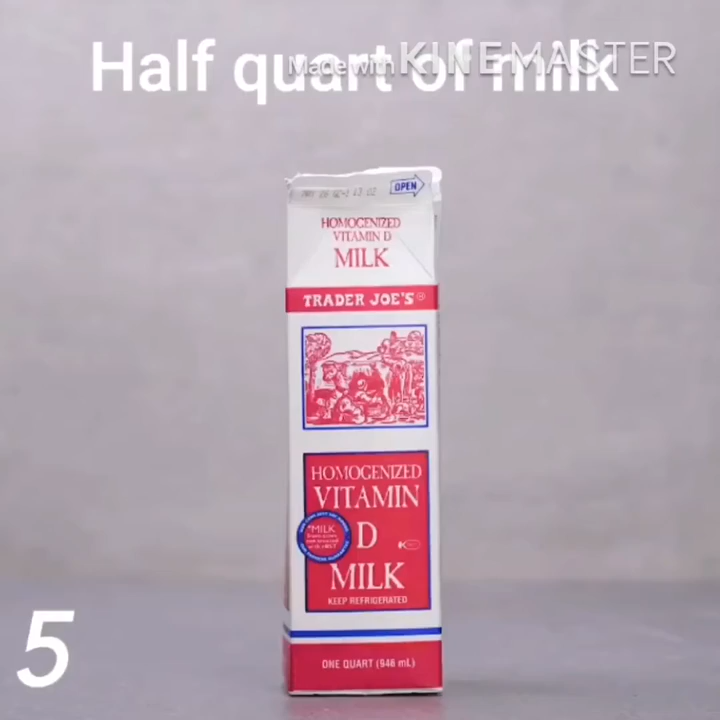 Half quart of milk
Made with KINEMASTER
OPEN
HOMOGENIZED
VITAMIN D
MILK
TRADER JOE'S®
HOMOGENIZED
VITAMIN
D
MILK
"MILK
K
KEEP REFRIGERATED
5
ONE QUART (946 mL)